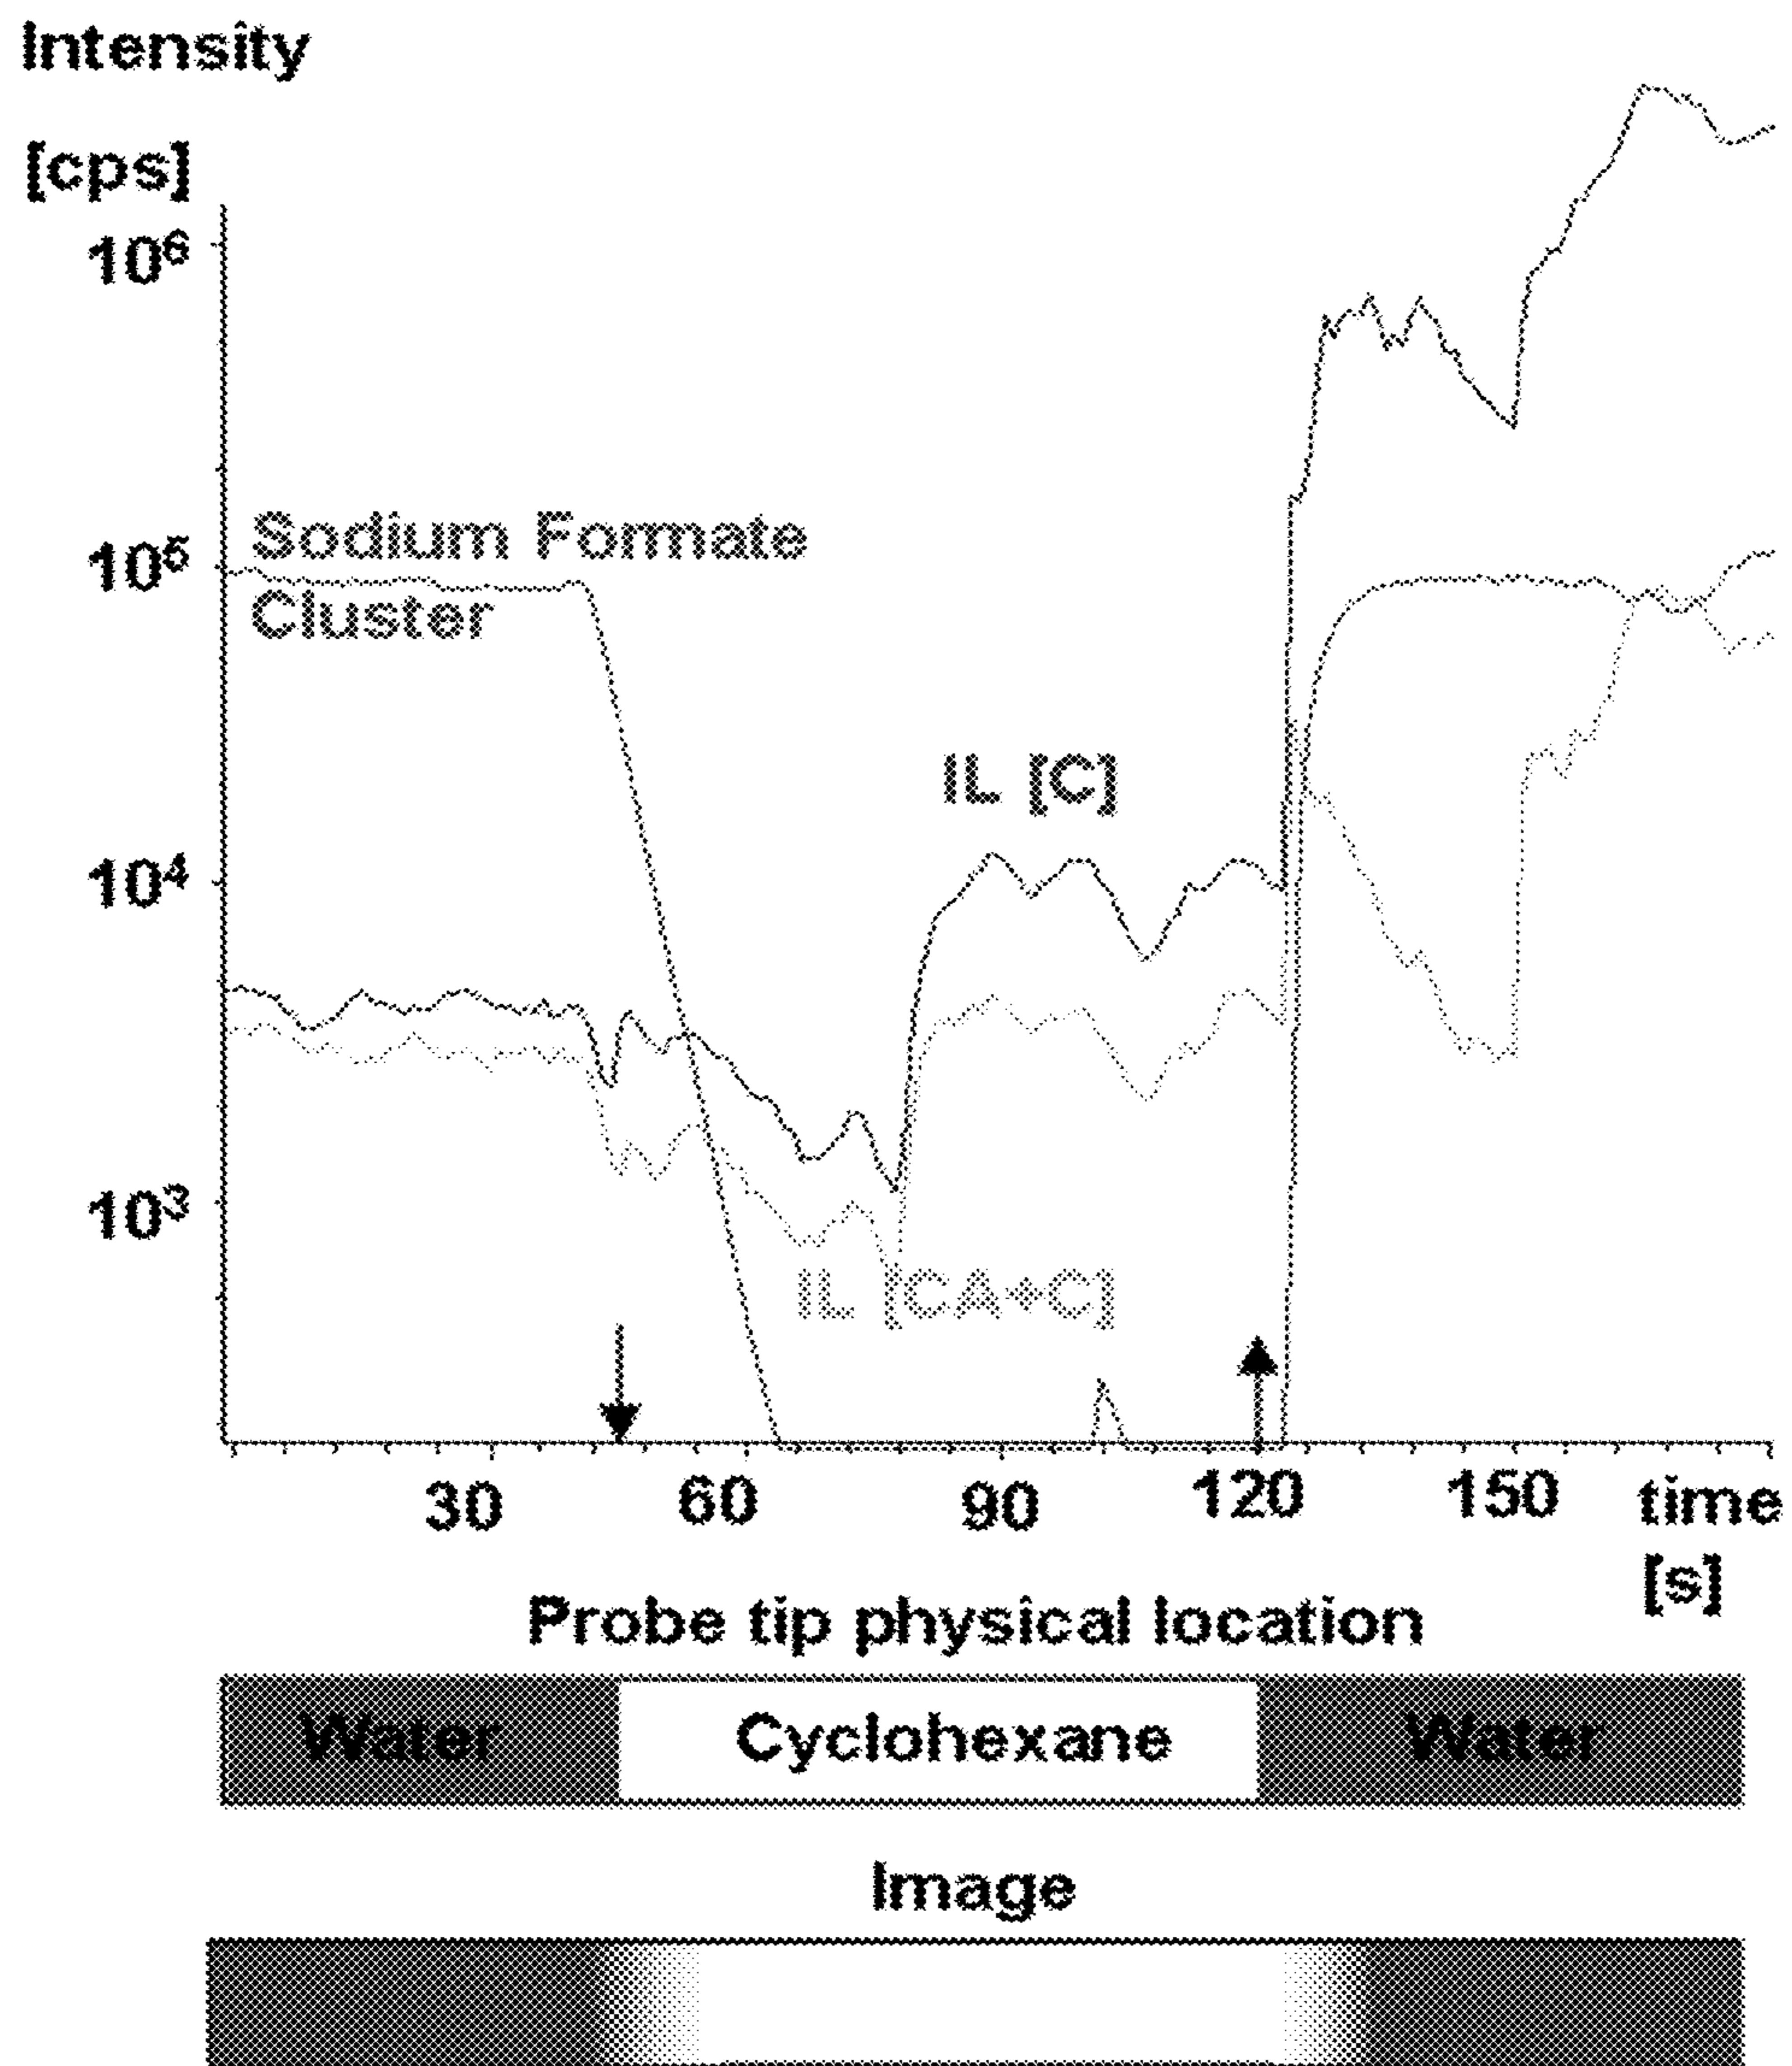 Intensity
[cps]
10⁶
10⁵
Sodium Formate
Cluster
IL [C]
10⁴
10³
IL [CA+C]
30 60 90 120 150 time
[s]
Probe tip physical location
Water Cyclohexane Water
Image